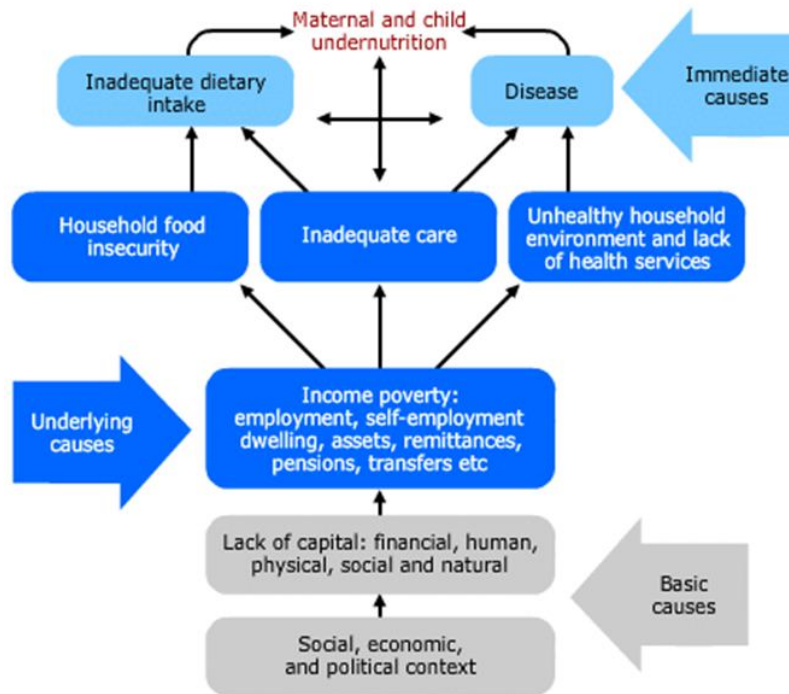 Maternal and child
undernutrition
Inadequate dietary
intake
Disease
Immediate
causes
Household food
insecurity
Inadequate care
Unhealthy household
environment and lack
of health services
Underlying
causes
Income poverty:
employment, self-employment
dwelling, assets, remittances,
pensions, transfers etc
Lack of capital: financial, human,
physical, social and natural
Basic
causes
Social, economic,
and political context